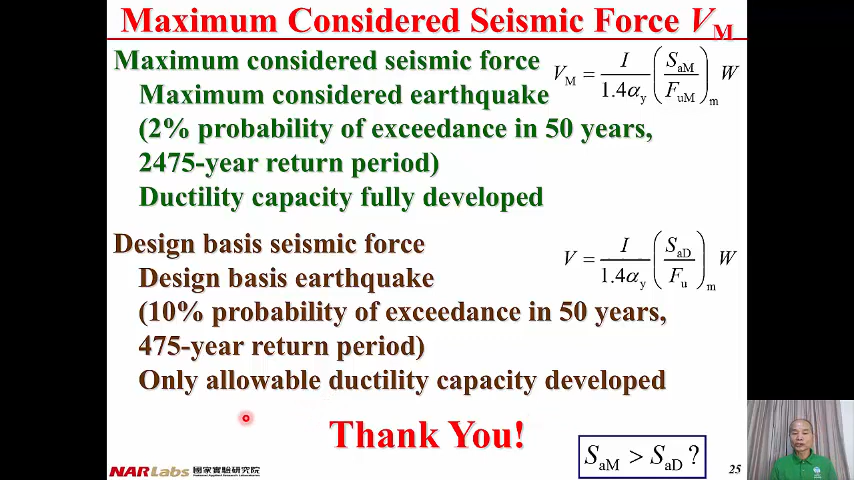 Maximum Considered Seismic Force V_M
Maximum considered seismic force
V_M = I / 1.4α_y (S_aM / F_uM)_m W
Maximum considered earthquake
(2% probability of exceedance in 50 years,
2475-year return period)
Ductility capacity fully developed
Design basis seismic force
V = I / 1.4α_y (S_aD / F_u)_m W
Design basis earthquake
(10% probability of exceedance in 50 years,
475-year return period)
Only allowable ductility capacity developed
Thank You!
S_aM > S_aD ?
NARLabs 國家實驗研究院
25